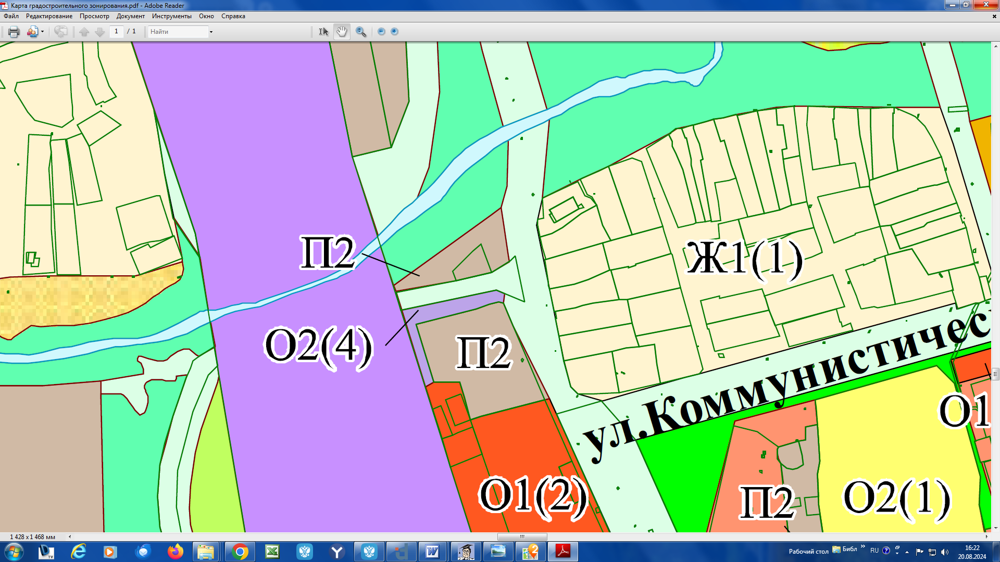 Карта градостроительного зонирования.pdf - Adobe Reader
Файл Редактирование Просмотр Документ Инструменты Окно Справка
1 / 1 Найти
П2
Ж1(1)
О2(4)
П2
ул.Коммунистичес
О1
О1(2)
П2
О2(1)
1 428 x 1 468 мм
Рабочий стол Библ RU 16:22
20.08.2024